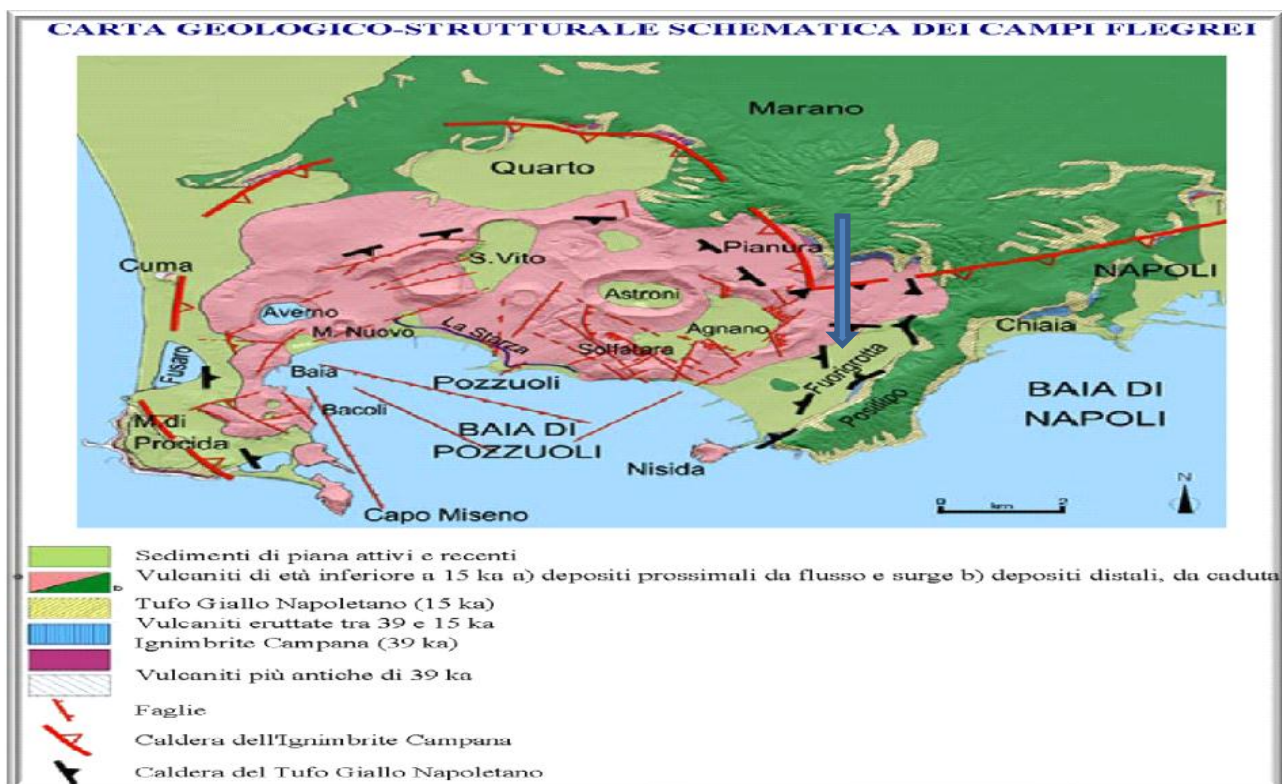 CARTA GEOLOGICO-STRUTTURALE SCHEMATICA DEI CAMPI FLEGREI
Marano
Quarto
Pianura
S.Vito
Cuma
NAPOLI
Astroni
Averno
Chiaia
M. Nuovo
La Starza
Agnano
Solfatara
Fusaro
Fuorigrotta
Baia
Pozzuoli
Bacoli
Posillipo
BAIA DI
NAPOLI
M. di
Procida
BAIA DI
POZZUOLI
Nisida
N
0 2
km
Capo Miseno
Sedimenti di piana attivi e recenti
b Vulcaniti di età inferiore a 15 ka a) depositi prossimali da flusso e surge b) depositi distali, da caduta
Tufo Giallo Napoletano (15 ka)
Vulcaniti eruttate tra 39 e 15 ka
Ignimbrite Campana (39 ka)
Vulcaniti più antiche di 39 ka
Faglie
Caldera dell'Ignimbrite Campana
Caldera del Tufo Giallo Napoletano